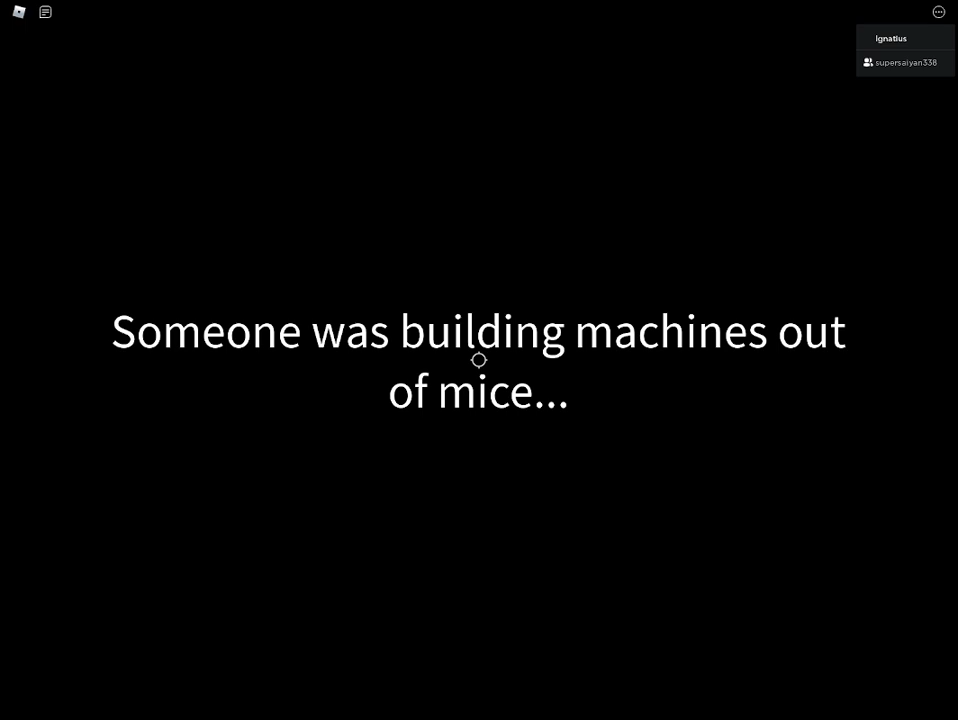 Ignatius
supersaiyan338
Someone was building machines out
of mice...